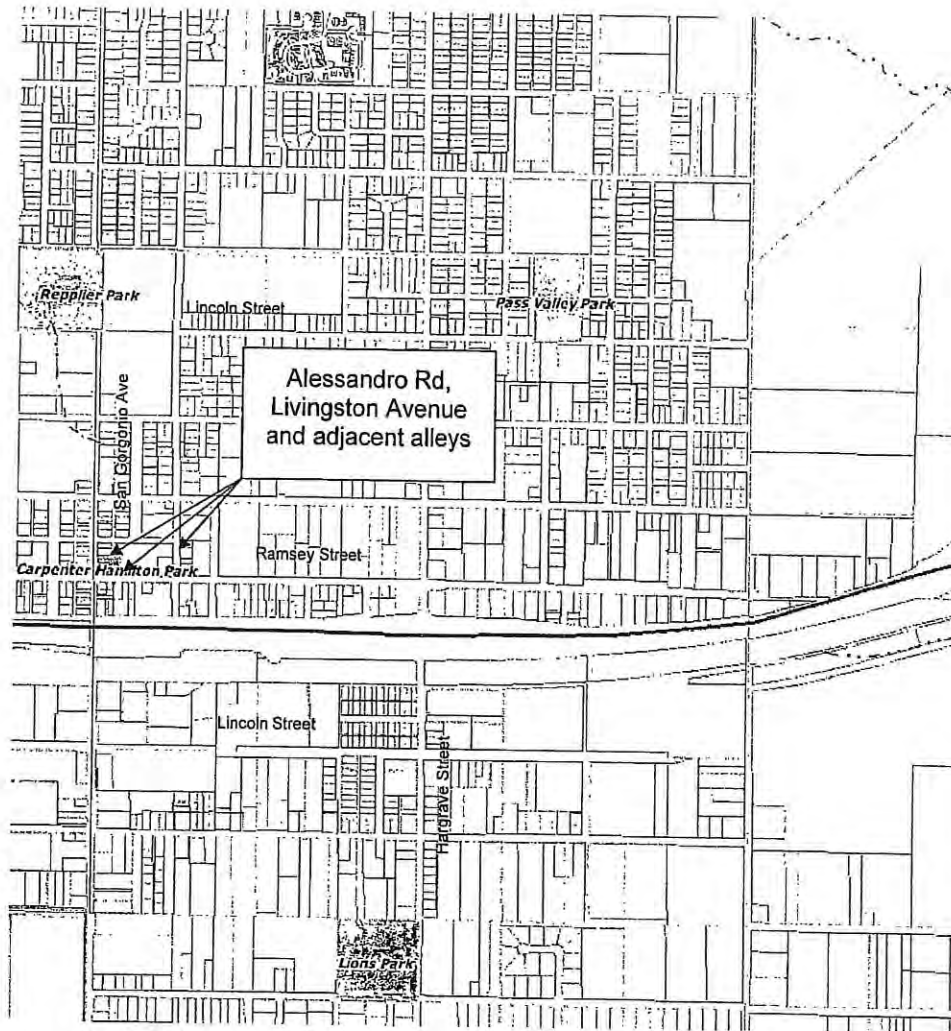 Repplier Park
Lincoln Street
Pass Valley Park
Alessandro Rd,
Livingston Avenue
and adjacent alleys
San Gorgonio Ave
Ramsey Street
Carpenter Hamilton Park
Lincoln Street
Hargrave Street
Lions Park